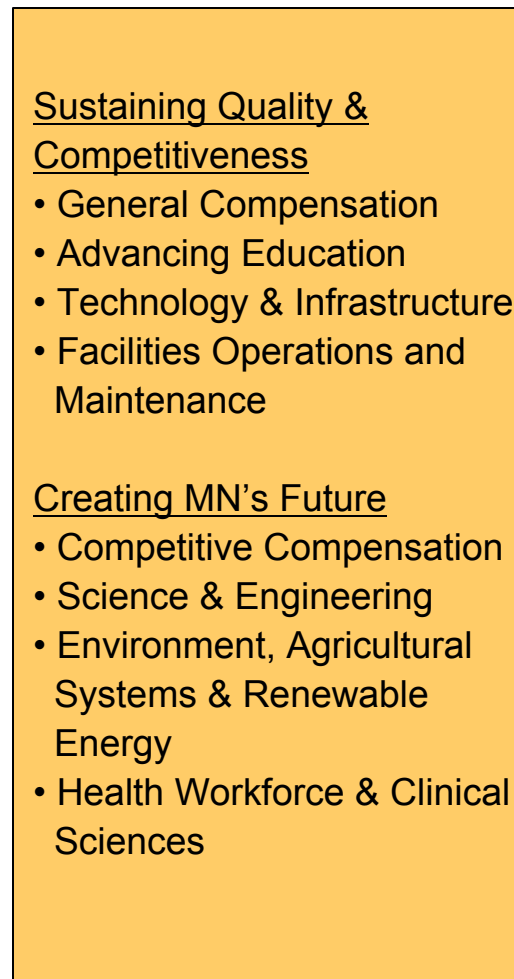 Sustaining Quality &
Competitiveness
• General Compensation
• Advancing Education
• Technology & Infrastructure
• Facilities Operations and
Maintenance
Creating MN’s Future
• Competitive Compensation
• Science & Engineering
• Environment, Agricultural
Systems & Renewable
Energy
• Health Workforce & Clinical
Sciences